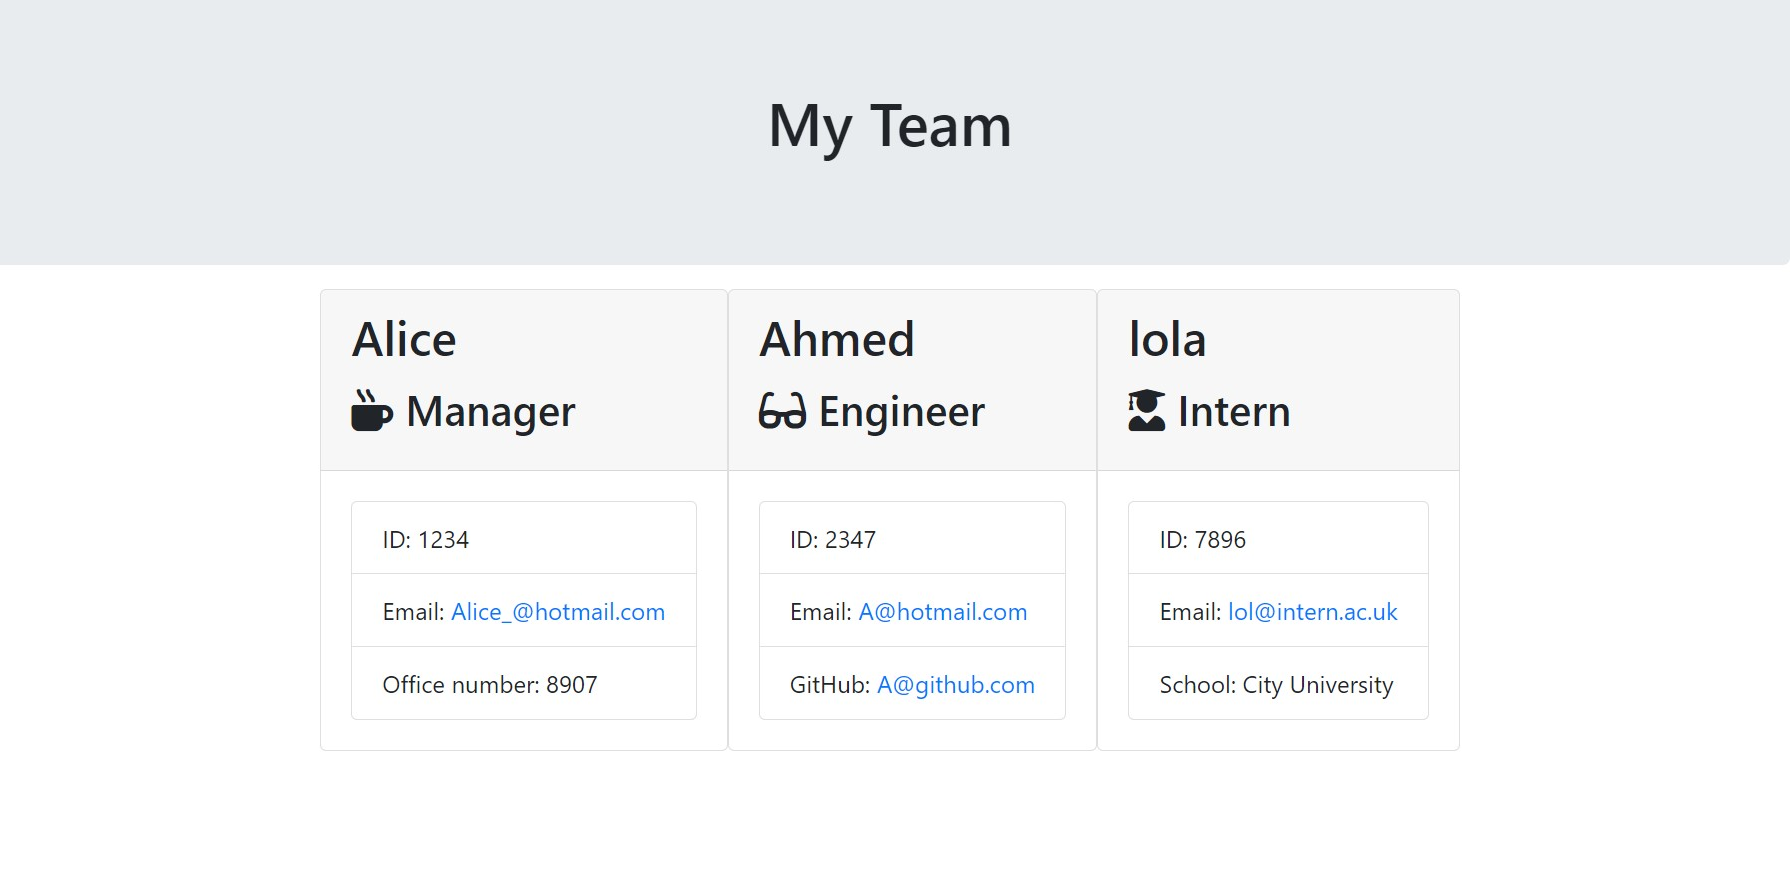 My Team
Alice
Manager
ID: 1234
Email: Alice_@hotmail.com
Office number: 8907
Ahmed
Engineer
ID: 2347
Email: A@hotmail.com
GitHub: A@github.com
lola
Intern
ID: 7896
Email: lol@intern.ac.uk
School: City University